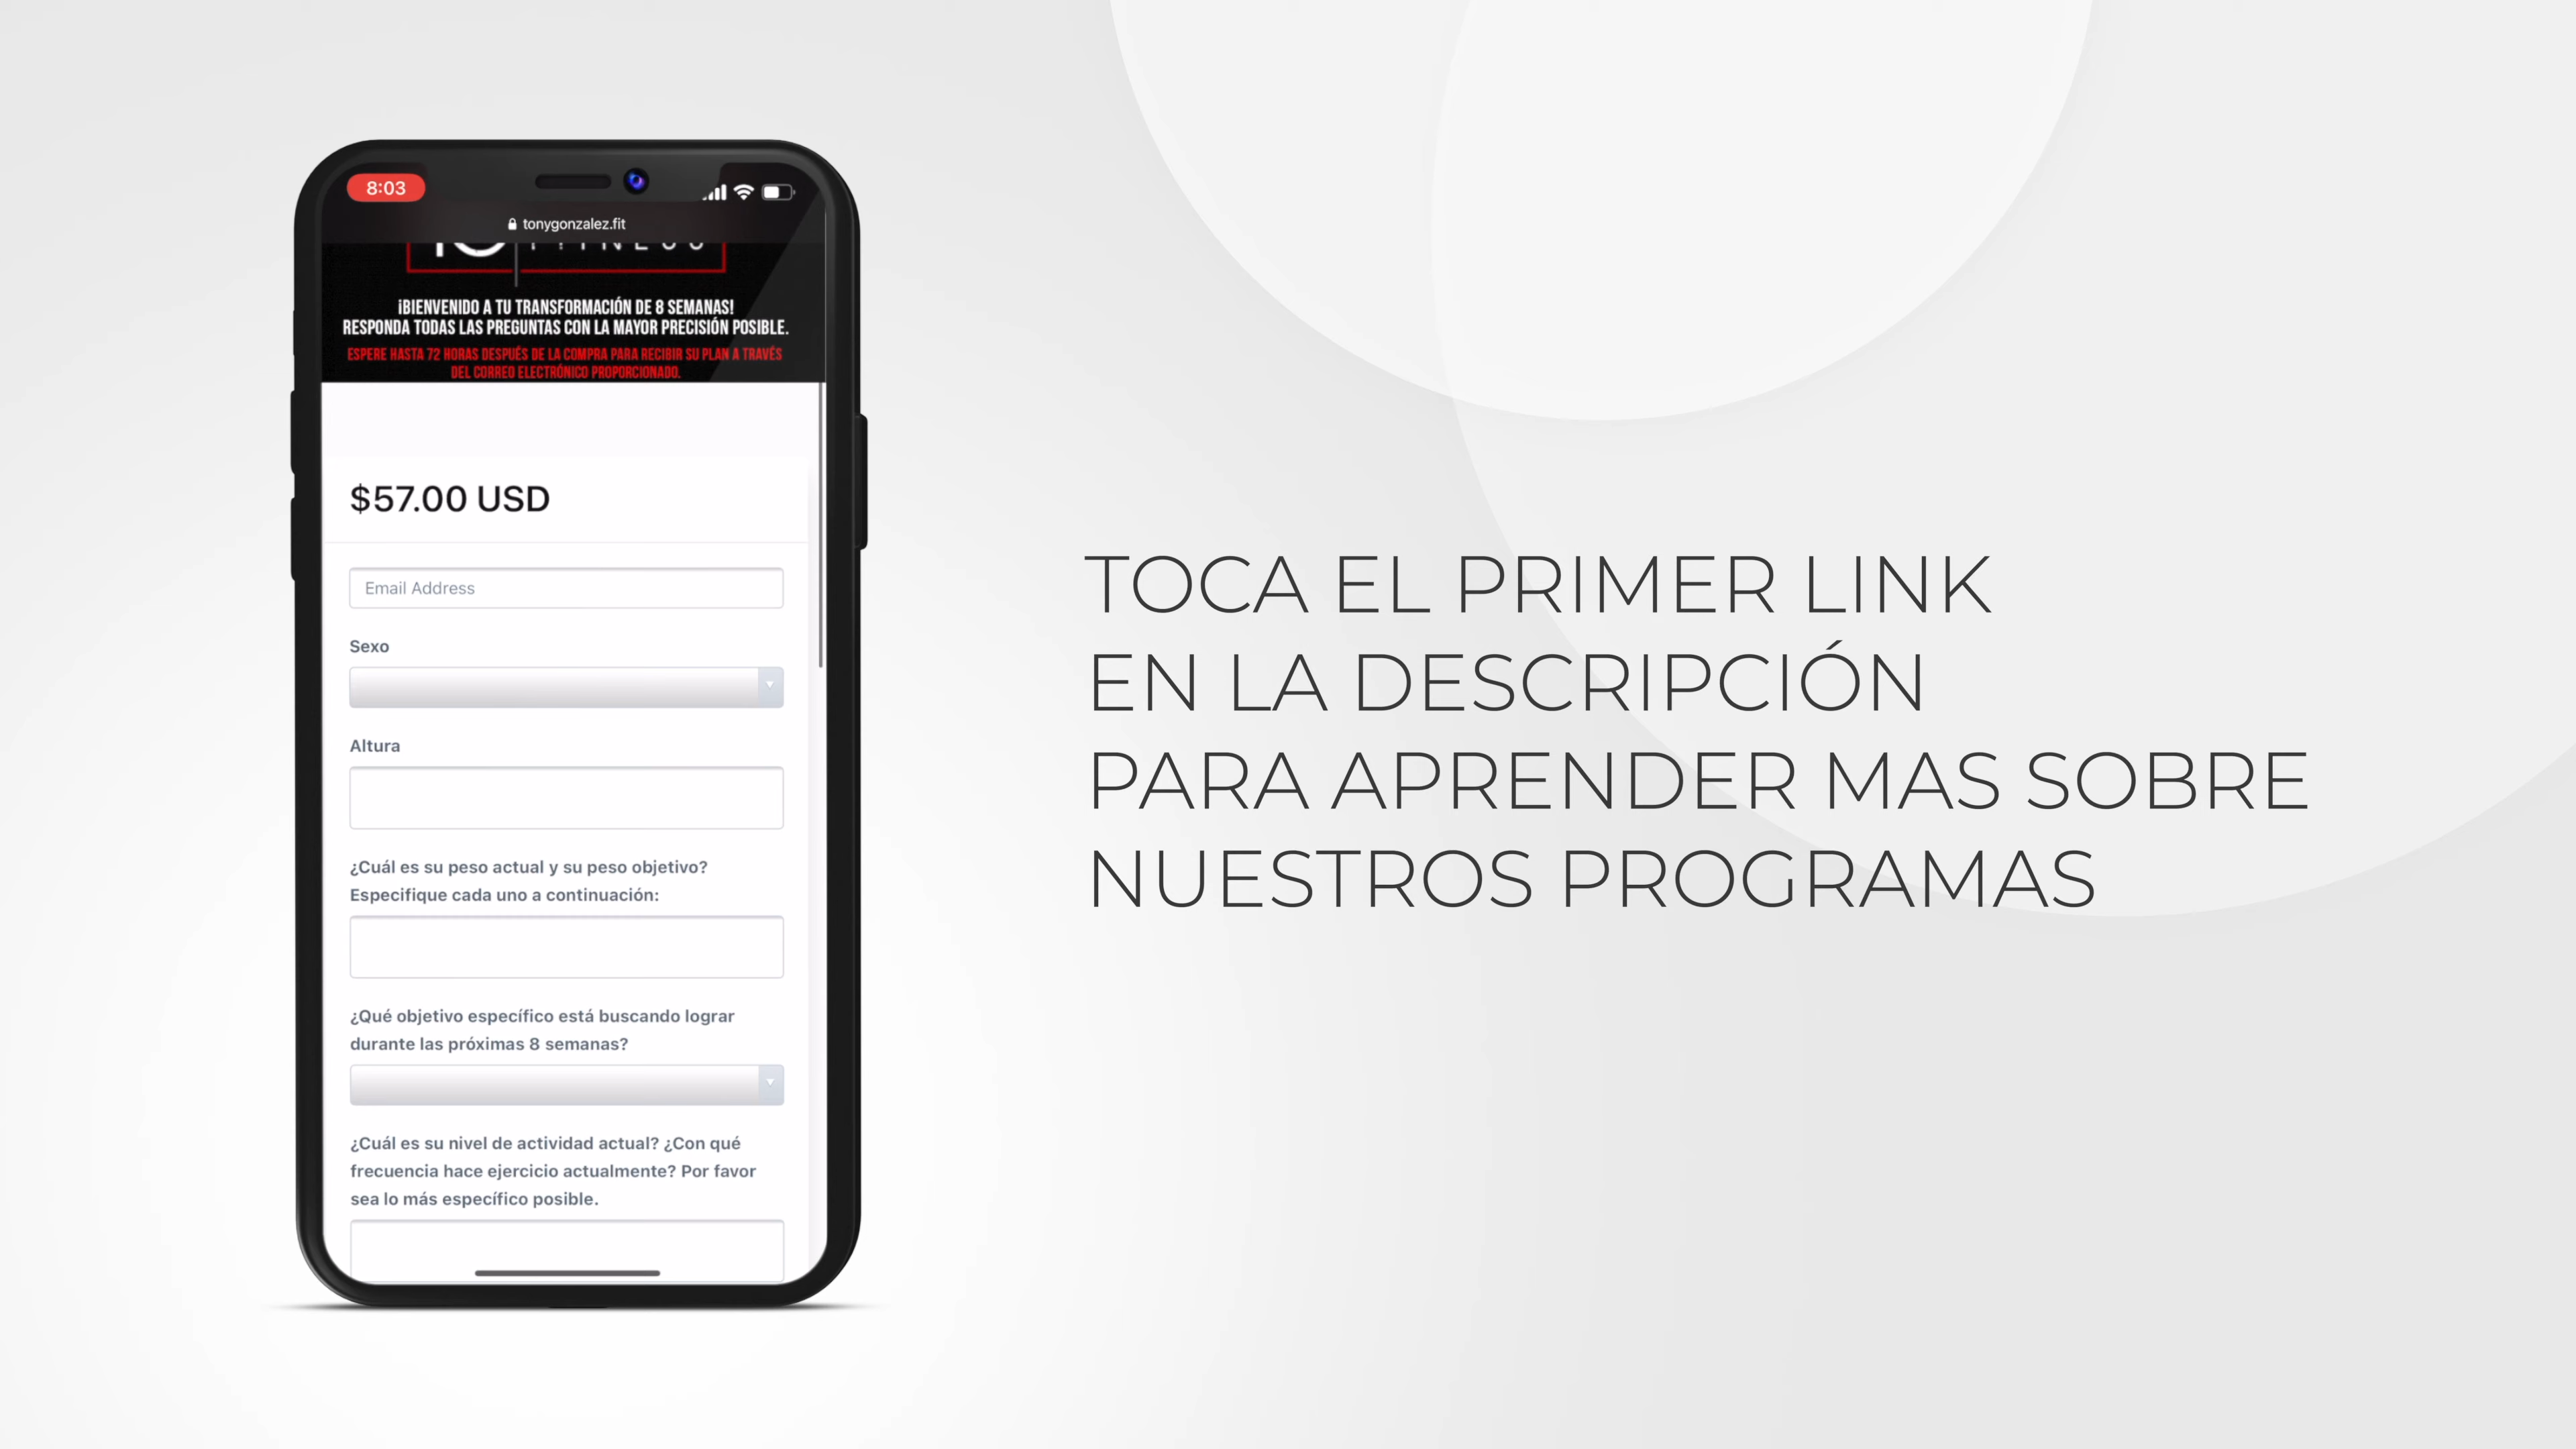 8:03
tonygonzalez.fit
FITNESS
¡BIENVENIDO A TU TRANSFORMACIÓN DE 8 SEMANAS!
RESPONDA TODAS LAS PREGUNTAS CON LA MAYOR PRECISIÓN POSIBLE.
ESPERE HASTA 72 HORAS DESPUÉS DE LA COMPRA PARA RECIBIR SU PLAN A TRAVÉS
DEL CORREO ELECTRÓNICO PROPORCIONADO.
$57.00 USD
Email Address
Sexo
Altura
¿Cuál es su peso actual y su peso objetivo?
Especifique cada uno a continuación:
¿Qué objetivo específico está buscando lograr
durante las próximas 8 semanas?
¿Cuál es su nivel de actividad actual? ¿Con qué
frecuencia hace ejercicio actualmente? Por favor
sea lo más específico posible.
TOCA EL PRIMER LINK
EN LA DESCRIPCIÓN
PARA APRENDER MAS SOBRE
NUESTROS PROGRAMAS